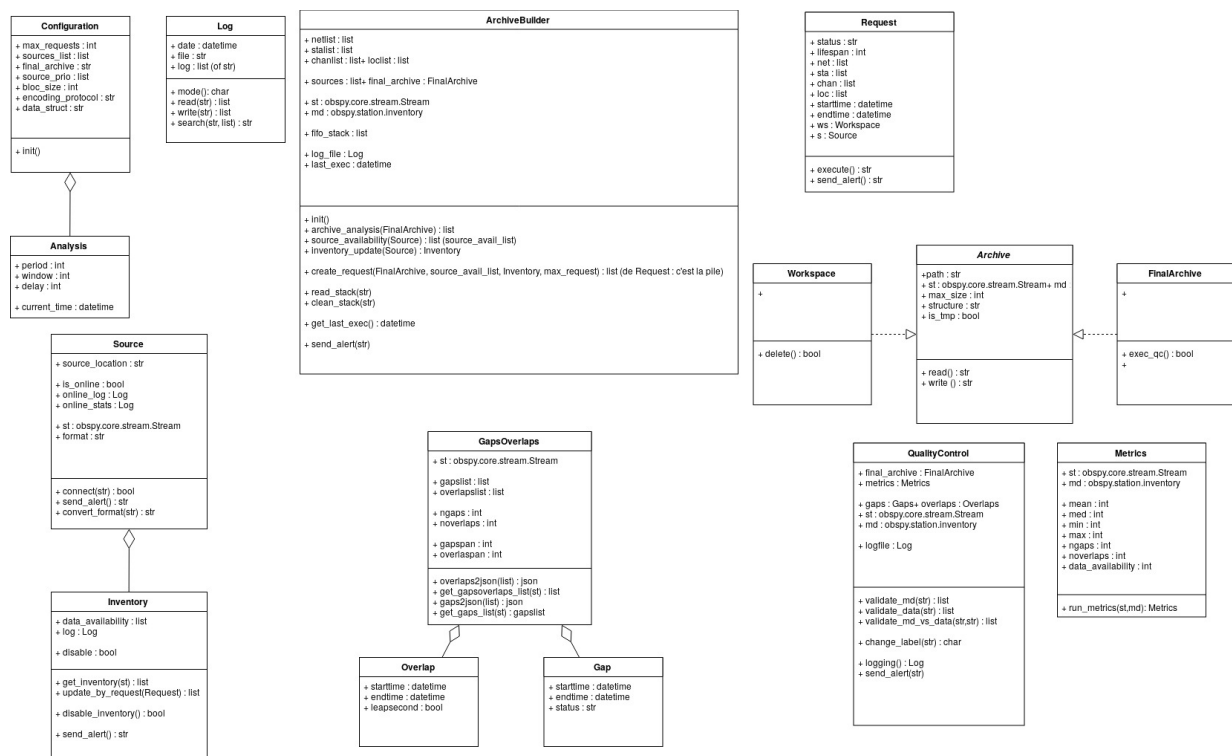 Configuration
+ max_requests : int
+ sources_list : list
+ final_archive : str
+ source_prio : list
+ bloc_size : int
+ encoding_protocol : str
+ data_struct : str
+ init()
Log
+ date : datetime
+ file : str
+ log : list (of str)
+ mode(): char
+ read(str) : list
+ write(str) : list
+ search(str, list) : str
ArchiveBuilder
+ netlist : list
+ stalist : list
+ chanlist : list+ loclist : list
+ sources : list+ final_archive : FinalArchive
+ st : obspy.core.stream.Stream
+ md : obspy.station.inventory
+ fifo_stack : list
+ log_file : Log
+ last_exec : datetime
+ init()
+ archive_analysis(FinalArchive) : list
+ source_availability(Source) : list (source_avail_list)
+ inventory_update(Source) : Inventory
+ create_request(FinalArchive, source_avail_list, Inventory, max_request) : list (de Request : c'est la pile)
+ read_stack(str)
+ clean_stack(str)
+ get_last_exec() : datetime
+ send_alert(str)
Request
+ status : str
+ lifespan : int
+ net : list
+ sta : list
+ chan : list
+ loc : list
+ starttime : datetime
+ endtime : datetime
+ ws : Workspace
+ s : Source
+ execute() : str
+ send_alert() : str
Analysis
+ period : int
+ window : int
+ delay : int
+ current_time : datetime
Workspace
+
+ delete() : bool
Archive
+path : str
+ st : obspy.core.stream.Stream+ md
+ max_size : int
+ structure : str
+ is_tmp : bool
+ read() : str
+ write () : str
FinalArchive
+
+ exec_qc() : bool
+
Source
+ source_location : str
+ is_online : bool
+ online_log : Log
+ online_stats : Log
+ st : obspy.core.stream.Stream
+ format : str
+ connect(str) : bool
+ send_alert() : str
+ convert_format(str) : str
GapsOverlaps
+ st : obspy.core.stream.Stream
+ gapslist : list
+ overlapslist : list
+ ngaps : int
+ noverlaps : int
+ gapspan : int
+ overlaspan : int
+ overlaps2json(list) : json
+ get_gapsoverlaps_list(st) : list
+ gaps2json(list) : json
+ get_gaps_list(st) : gapslist
QualityControl
+ final_archive : FinalArchive
+ metrics : Metrics
+ gaps : Gaps+ overlaps : Overlaps
+ st : obspy.core.stream.Stream
+ md : obspy.station.inventory
+ logfile : Log
+ validate_md(str) : list
+ validate_data(str) : list
+ validate_md_vs_data(str,str) : list
+ change_label(str) : char
+ logging() : Log
+ send_alert(str)
Metrics
+ st : obspy.core.stream.Stream
+ md : obspy.station.inventory
+ mean : int
+ med : int
+ min : int
+ max : int
+ ngaps : int
+ noverlaps : int
+ data_availability : int
+ run_metrics(st,md): Metrics
Inventory
+ data_availability : list
+ log : Log
+ disable : bool
+ get_inventory(st) : list
+ update_by_request(Request) : list
+ disable_inventory() : bool
+ send_alert() : str
Overlap
+ starttime : datetime
+ endtime : datetime
+ leapsecond : bool
Gap
+ starttime : datetime
+ endtime : datetime
+ status : str